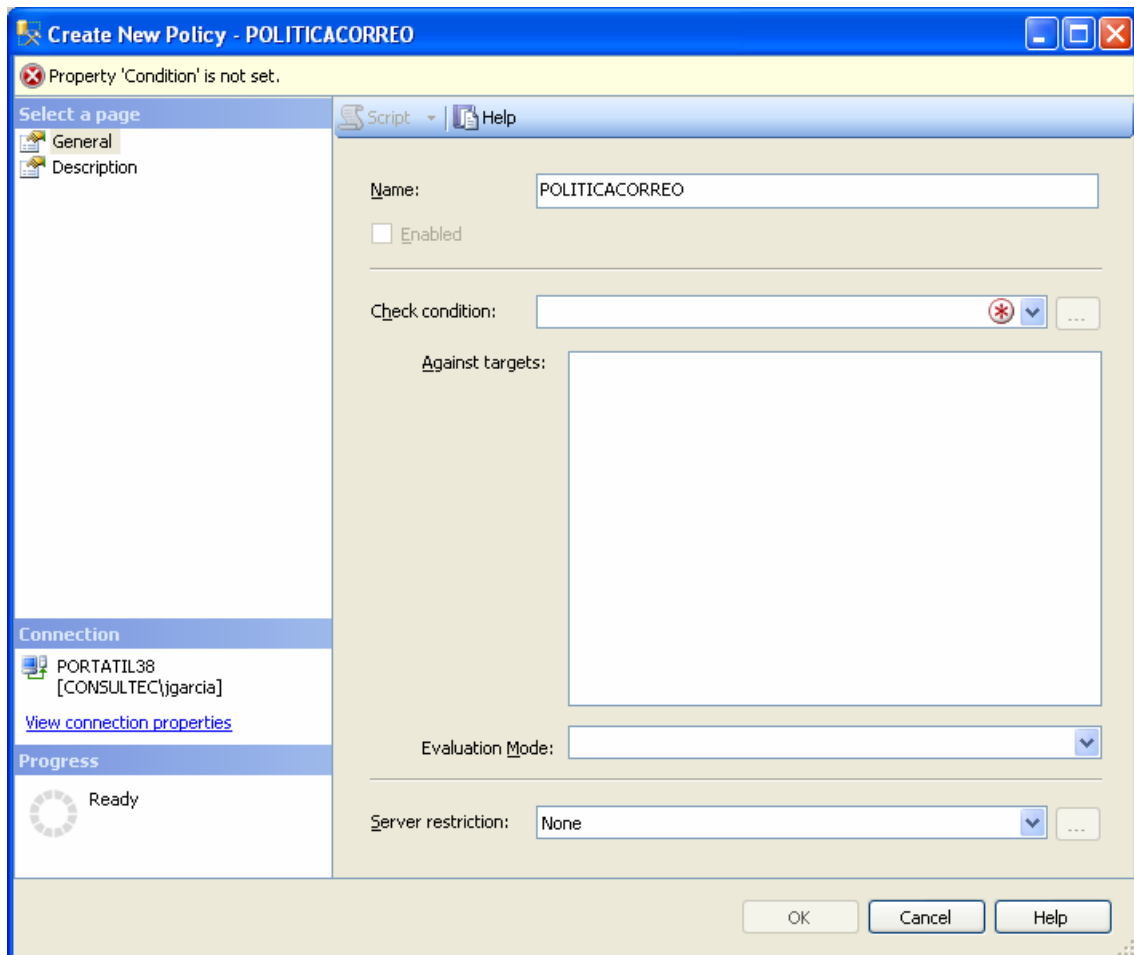 Create New Policy - POLITICACORREO
Property 'Condition' is not set.
Select a page
General
Description
Script
Help
Name:
POLITICACORREO
Enabled
Check condition:
...
Against targets:
Evaluation Mode:
Server restriction:
None
...
Connection
PORTATIL38
[CONSULTEC\jgarcia]
View connection properties
Progress
Ready
OK
Cancel
Help